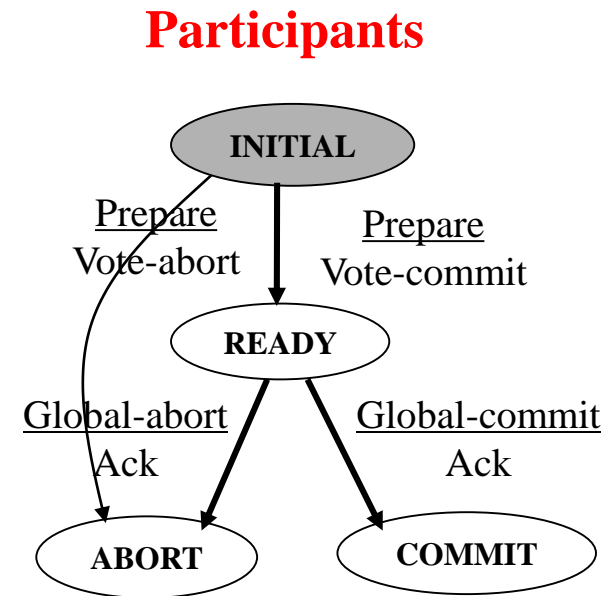 Participants
INITIAL
Prepare
Vote-abort
Prepare
Vote-commit
READY
Global-abort
Ack
Global-commit
Ack
ABORT
COMMIT